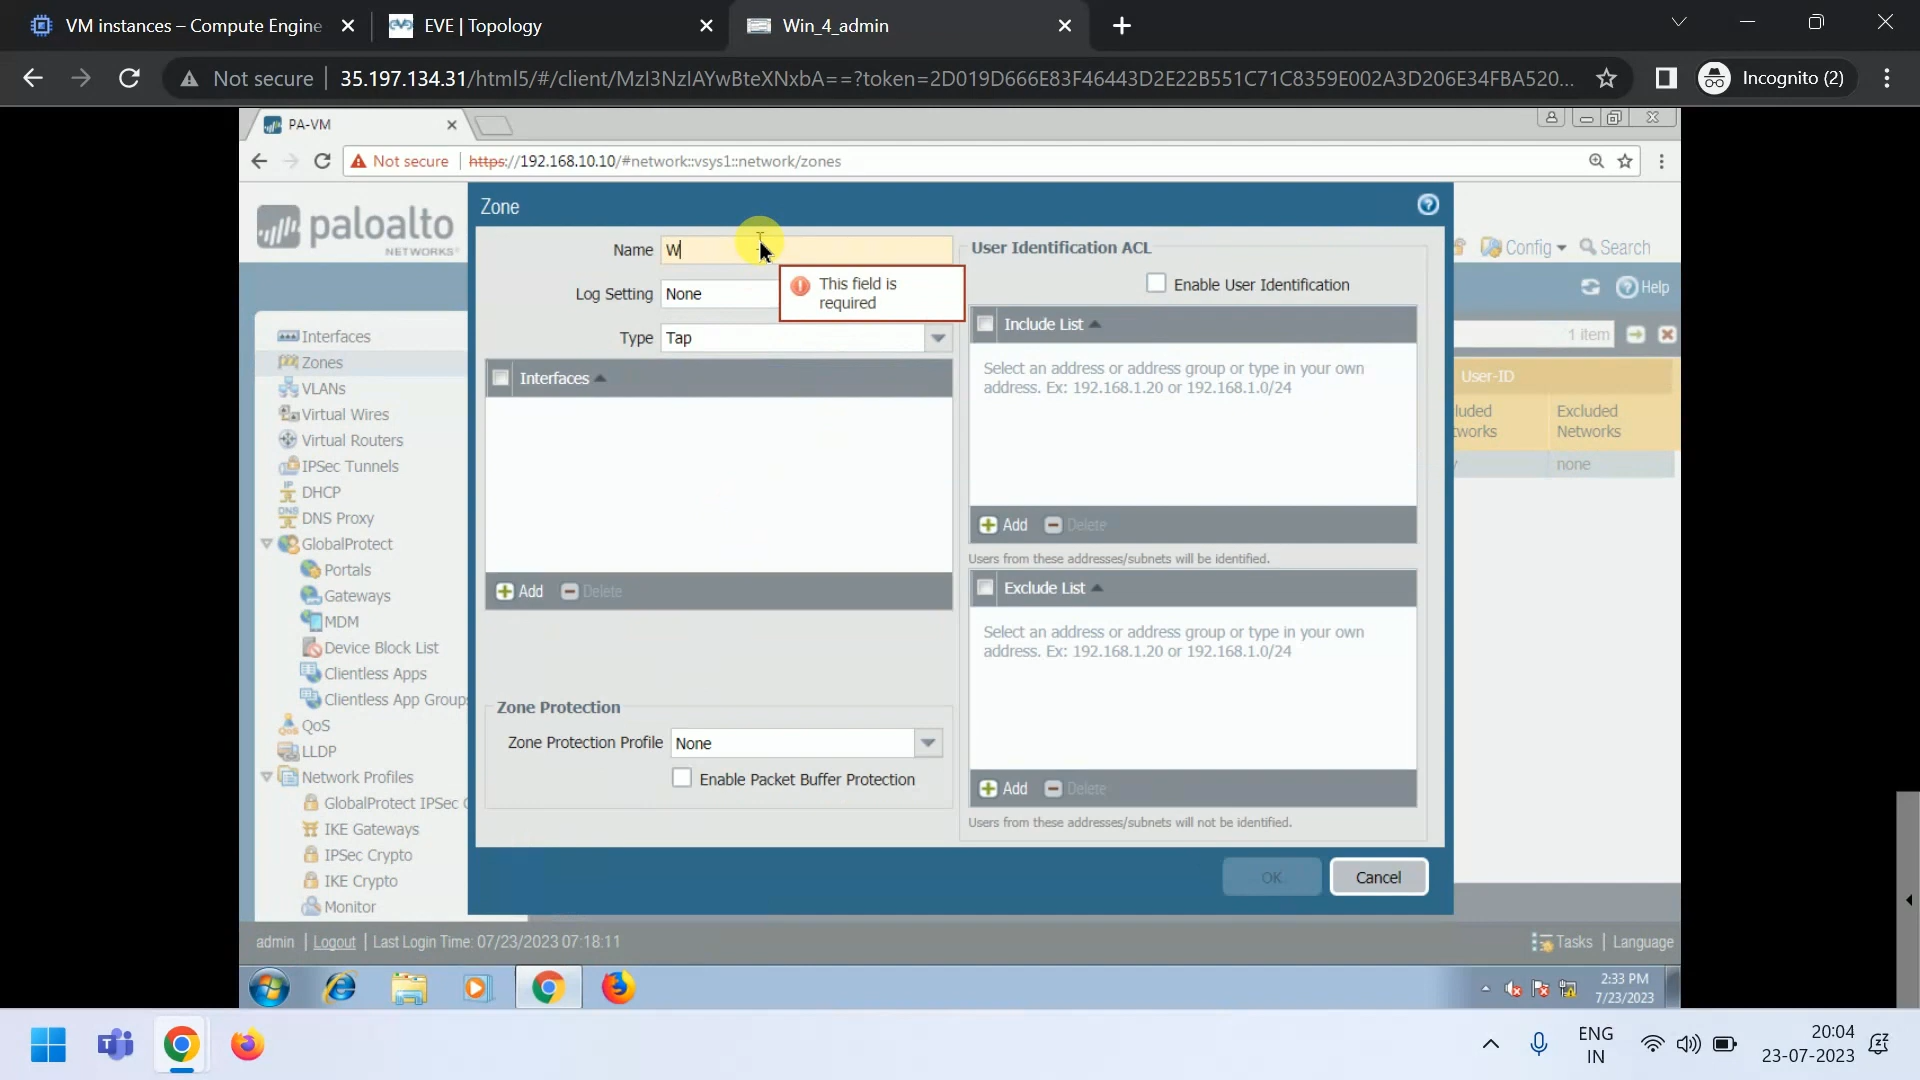 VM instances – Compute Engine
EVE | Topology
Win_4_admin
Not secure
35.197.134.31/html5/#/client/MzI3NzIAYwBteXNxbA==?token=2D019D666E83F46443D2E22B551C71C8359E002A3D206E34FBA520...
Incognito (2)
PA-VM
Not secure
https://192.168.10.10/#network::vsys1::network/zones
paloalto
NETWORKS
Config
Search
Help
1 item
User-ID
Excluded
Networks
none
Interfaces
Zones
VLANs
Virtual Wires
Virtual Routers
IPSec Tunnels
DHCP
DNS Proxy
GlobalProtect
Portals
Gateways
MDM
Device Block List
Clientless Apps
Clientless App Groups
QoS
LLDP
Network Profiles
GlobalProtect IPSec C
IKE Gateways
IPSec Crypto
IKE Crypto
Monitor
Zone
Name W
This field is
required
Log Setting None
Type Tap
Interfaces
Add Delete
Zone Protection
Zone Protection Profile None
Enable Packet Buffer Protection
User Identification ACL
Enable User Identification
Include List
Select an address or address group or type in your own
address. Ex: 192.168.1.20 or 192.168.1.0/24
Add Delete
Users from these addresses/subnets will be identified.
Exclude List
Select an address or address group or type in your own
address. Ex: 192.168.1.20 or 192.168.1.0/24
Add Delete
Users from these addresses/subnets will not be identified.
OK
Cancel
admin | Logout | Last Login Time: 07/23/2023 07:18:11
Tasks | Language
2:33 PM
7/23/2023
ENG
IN
20:04
23-07-2023